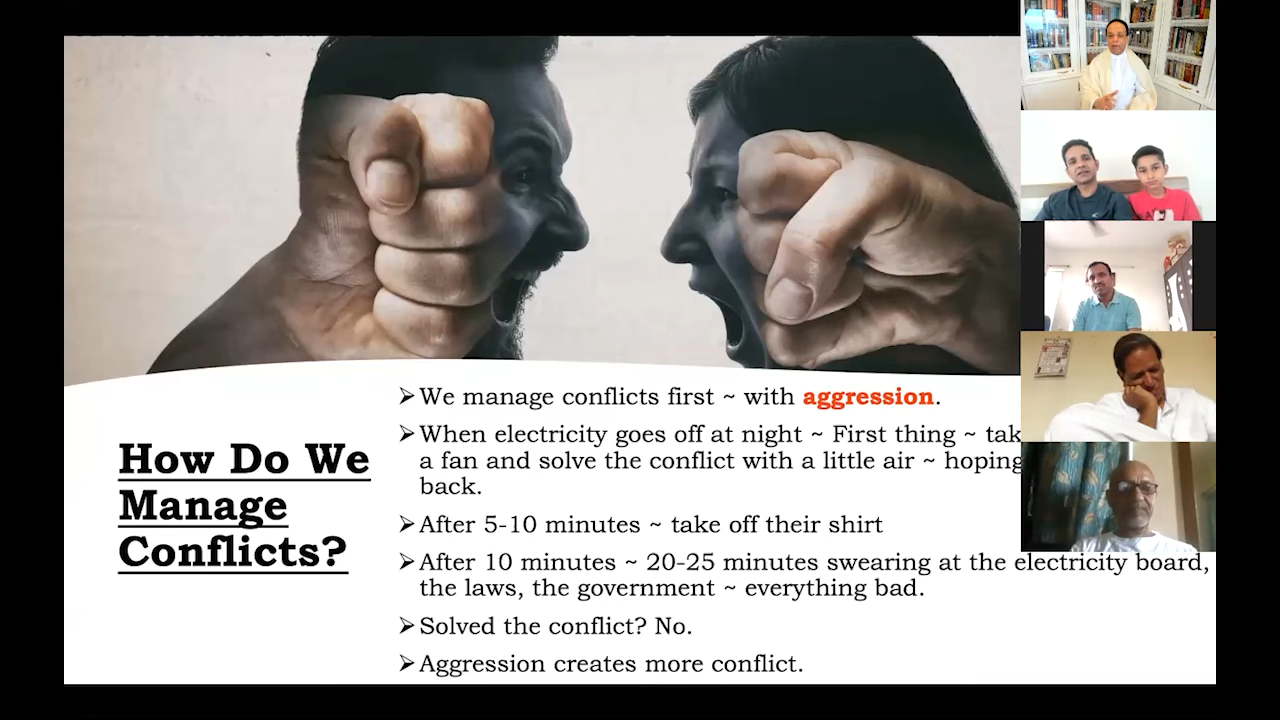 How Do We
Manage
Conflicts?
➢We manage conflicts first ~ with aggression.
➢When electricity goes off at night ~ First thing ~
a fan and solve the conflict with a little air ~ hoping
back.
➢After 5-10 minutes ~ take off their shirt
➢After 10 minutes ~ 20-25 minutes swearing at the electricity board,
the laws, the government ~ everything bad.
➢Solved the conflict? No.
➢Aggression creates more conflict.